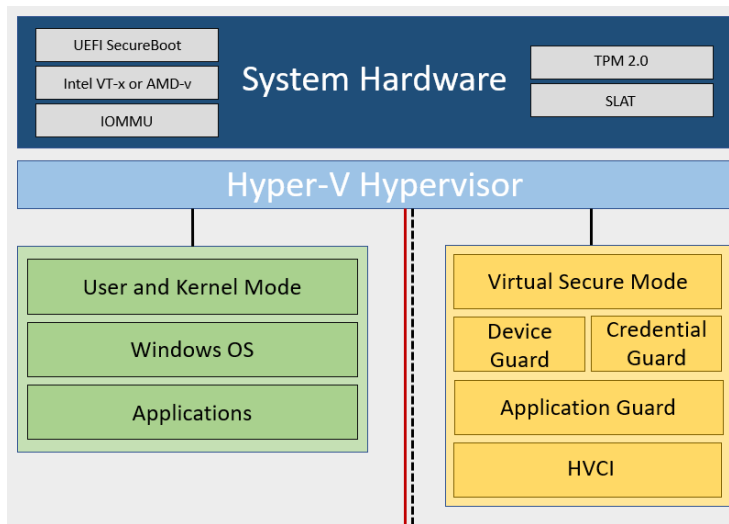 UEFI SecureBoot
Intel VT-x or AMD-v
IOMMU
System Hardware
TPM 2.0
SLAT
Hyper-V Hypervisor
User and Kernel Mode
Windows OS
Applications
Virtual Secure Mode
Device
Guard
Credential
Guard
Application Guard
HVCI